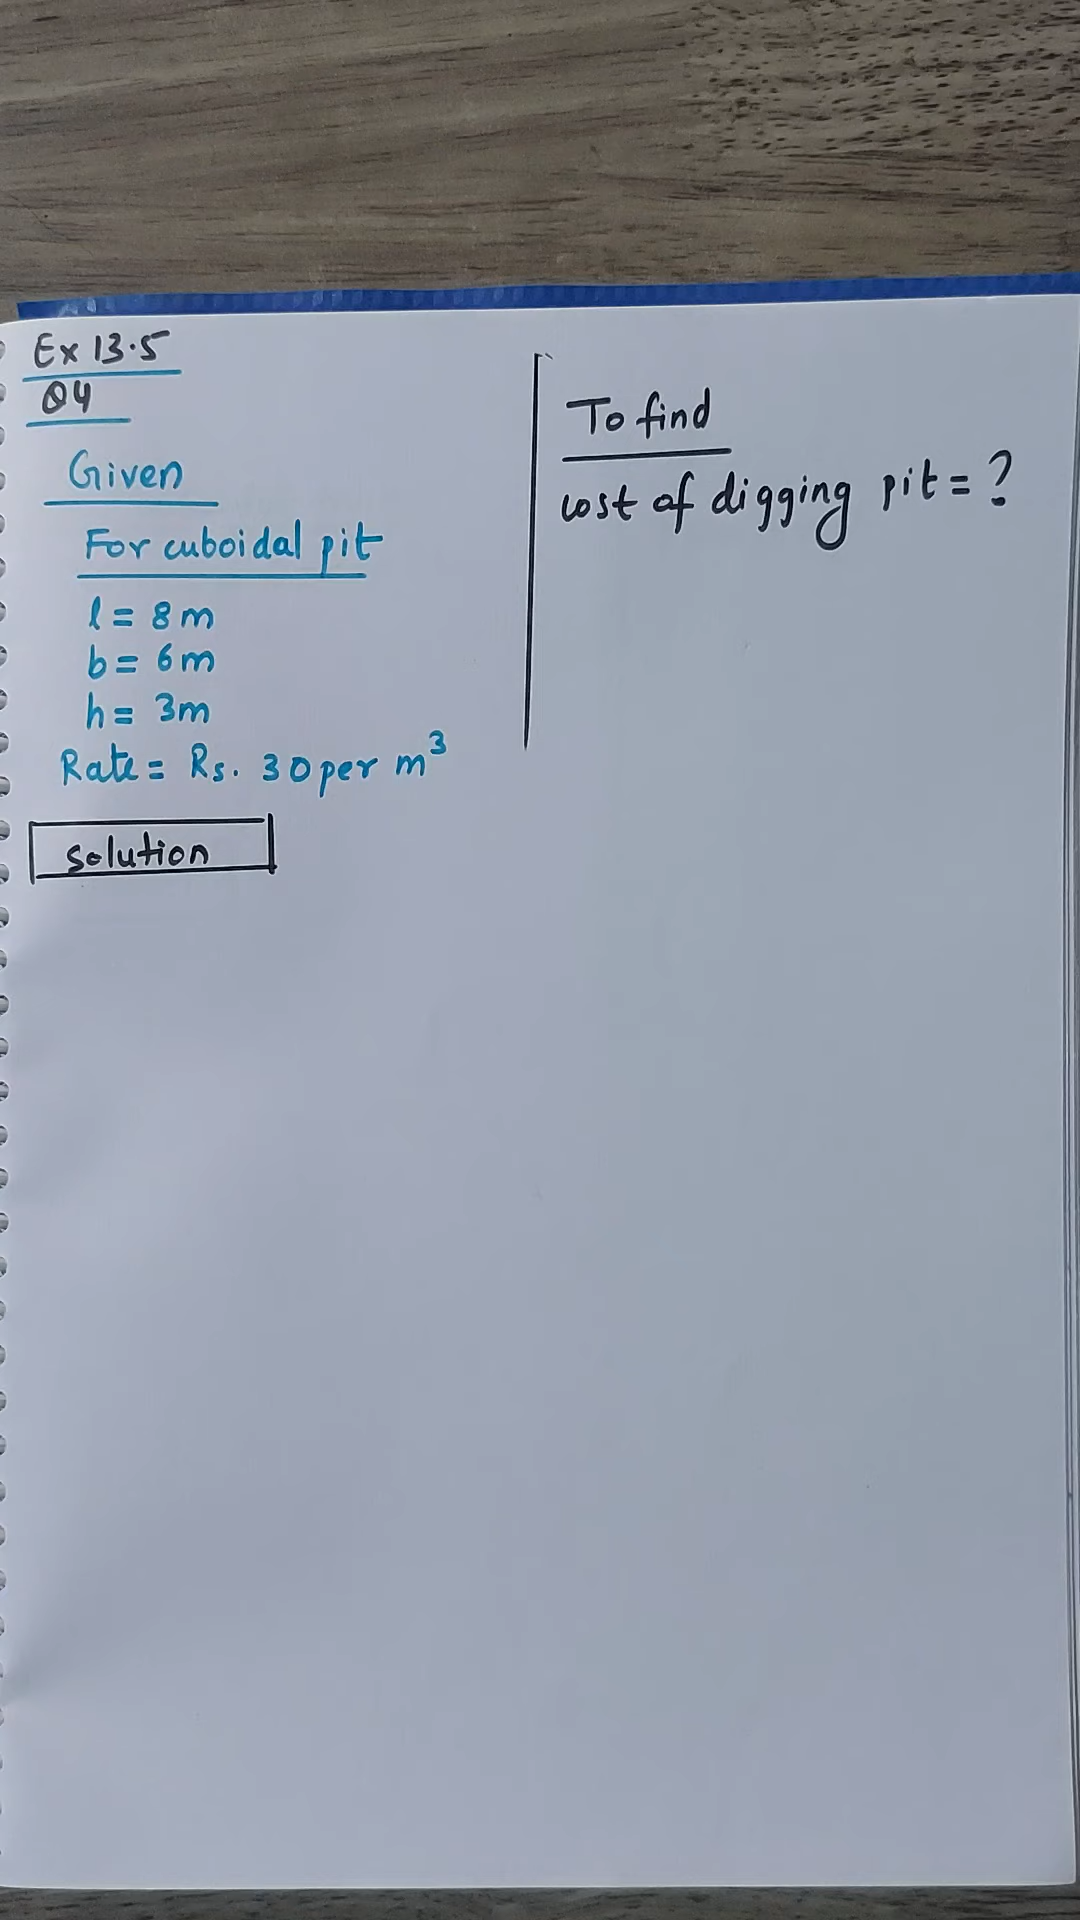 Ex 13.5
Q4
Given
For cuboidal pit
l = 8 m
b = 6 m
h = 3m
Rate = Rs. 30 per m³
solution
To find
cost of digging pit = ?